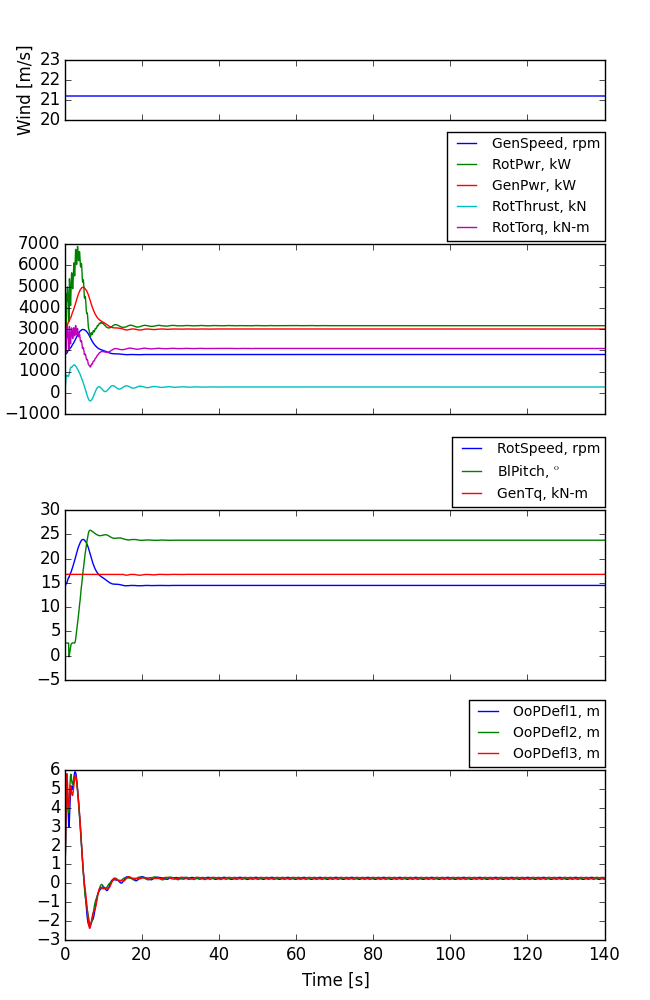 Wind [m/s]
23
22
21
20
GenSpeed, rpm
RotPwr, kW
GenPwr, kW
RotThrust, kN
RotTorq, kN-m
7000
6000
5000
4000
3000
2000
1000
0
−1000
RotSpeed, rpm
BlPitch, °
GenTq, kN-m
30
25
20
15
10
5
0
−5
OoPDefl1, m
OoPDefl2, m
OoPDefl3, m
6
5
4
3
2
1
0
−1
−2
−3
0 20 40 60 80 100 120 140
Time [s]